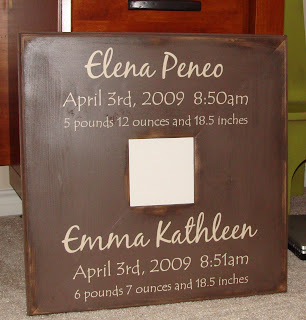 Elena Peneo
April 3rd, 2009 8:50am
5 pounds 12 ounces and 18.5 inches
Emma Kathleen
April 3rd, 2009 8:51am
6 pounds 7 ounces and 18.5 inches